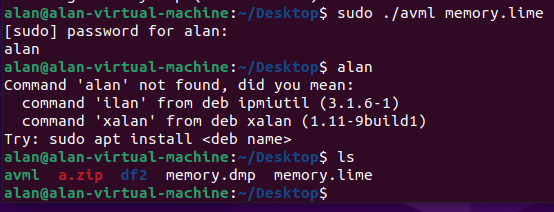 alan@alan-virtual-machine:~/Desktop$ sudo ./avml memory.lime
[sudo] password for alan:
alan
alan@alan-virtual-machine:~/Desktop$ alan
Command 'alan' not found, did you mean:
  command 'ilan' from deb ipmiutil (3.1.6-1)
  command 'xalan' from deb xalan (1.11-9build1)
Try: sudo apt install <deb name>
alan@alan-virtual-machine:~/Desktop$ ls
avml  a.zip  df2  memory.dmp  memory.lime
alan@alan-virtual-machine:~/Desktop$